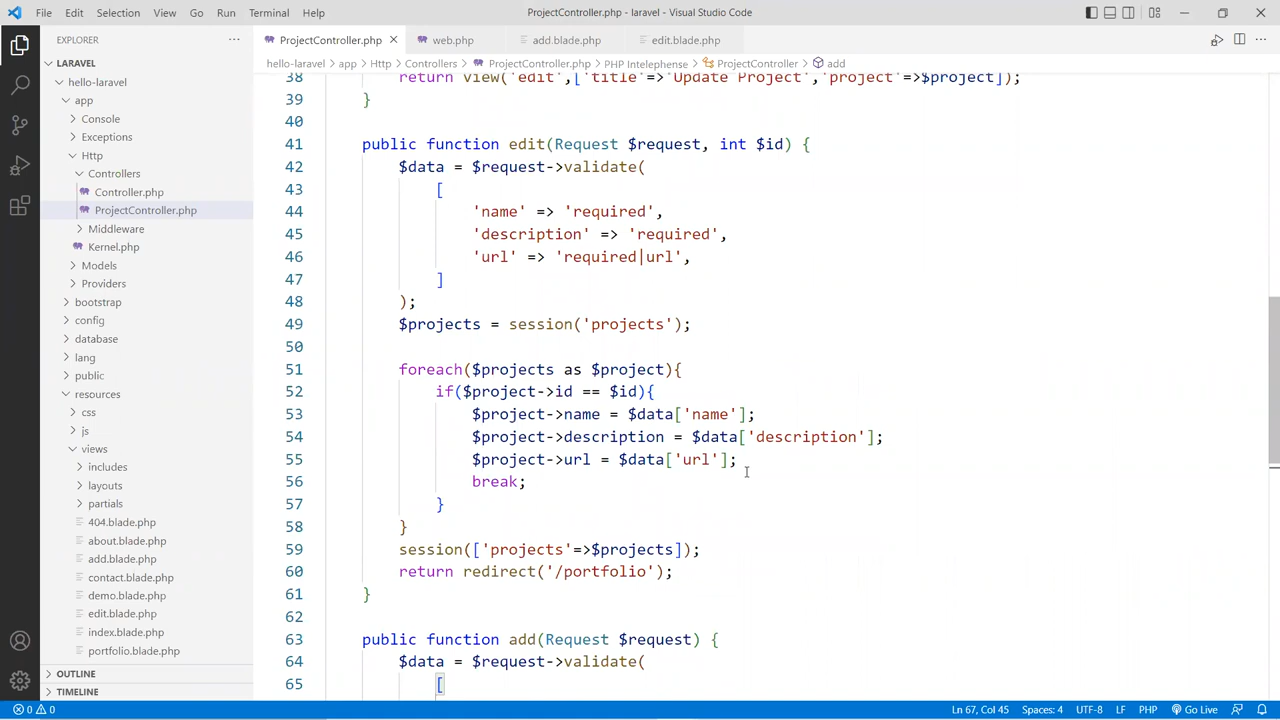 File Edit Selection View Go Run Terminal Help ProjectController.php - laravel - Visual Studio Code
EXPLORER ... ProjectController.php web.php add.blade.php edit.blade.php
LARAVEL
hello-laravel > app > Http > Controllers > ProjectController.php > PHP Intelephense > ProjectController > add
hello-laravel
app
Console
Exceptions
Http
Controllers
Controller.php
ProjectController.php
Middleware
Kernel.php
Models
Providers
bootstrap
config
database
lang
public
resources
css
js
views
includes
layouts
partials
404.blade.php
about.blade.php
add.blade.php
contact.blade.php
demo.blade.php
edit.blade.php
index.blade.php
portfolio.blade.php
OUTLINE
TIMELINE
38 return view('edit',['title'=>'Update Project','project'=>$project]);
39 }
40
41 public function edit(Request $request, int $id) {
42 $data = $request->validate(
43 [
44 'name' => 'required',
45 'description' => 'required',
46 'url' => 'required|url',
47 ]
48 );
49 $projects = session('projects');
50
51 foreach($projects as $project){
52 if($project->id == $id){
53 $project->name = $data['name'];
54 $project->description = $data['description'];
55 $project->url = $data['url'];
56 break;
57 }
58 }
59 session(['projects'=>$projects]);
60 return redirect('/portfolio');
61 }
62
63 public function add(Request $request) {
64 $data = $request->validate(
65 [
0 0 Ln 67, Col 45 Spaces: 4 UTF-8 LF PHP Go Live